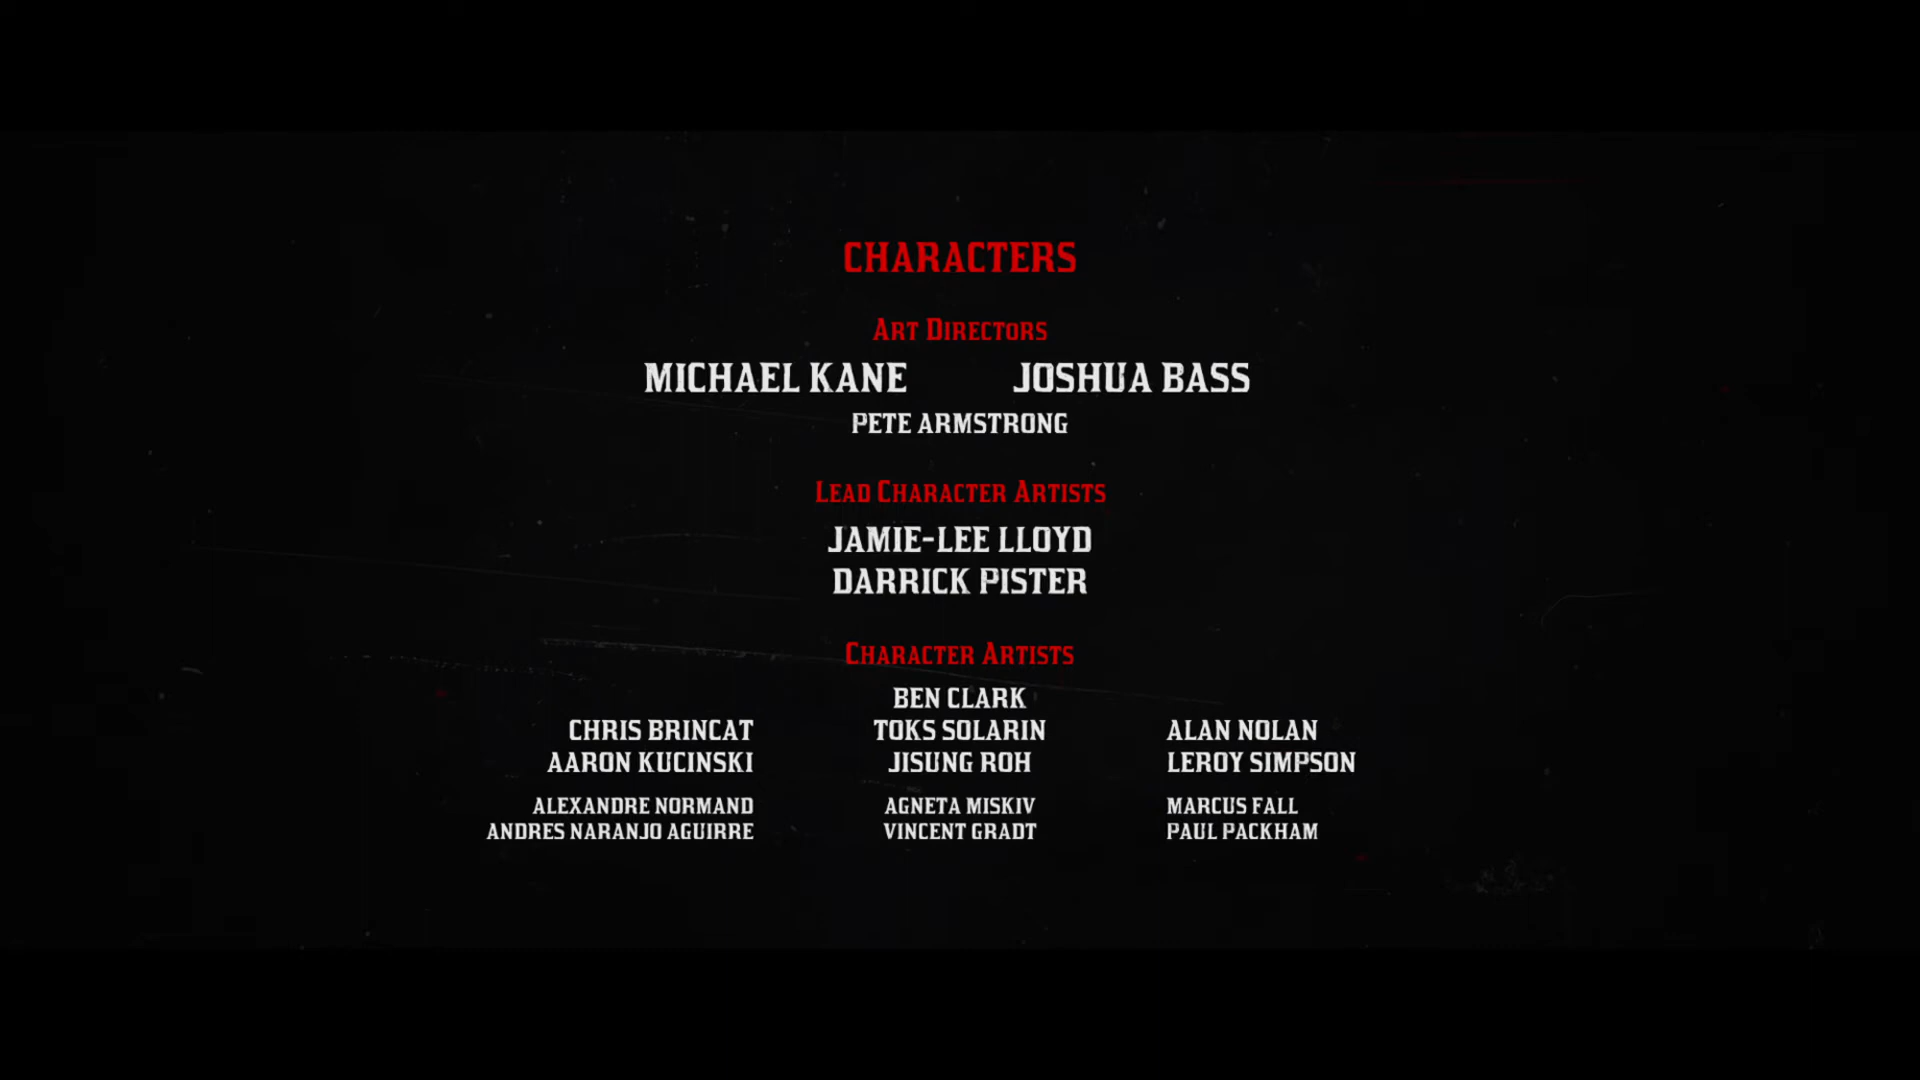 CHARACTERS
ART DIRECTORS
MICHAEL KANE JOSHUA BASS
PETE ARMSTRONG
LEAD CHARACTER ARTISTS
JAMIE-LEE LLOYD
DARRICK PISTER
CHARACTER ARTISTS
BEN CLARK
CHRIS BRINCAT TOKS SOLARIN ALAN NOLAN
AARON KUCINSKI JISUNG ROH LEROY SIMPSON
ALEXANDRE NORMAND AGNETA MISKIV MARCUS FALL
ANDRES NARANJO AGUIRRE VINCENT GRADT PAUL PACKHAM